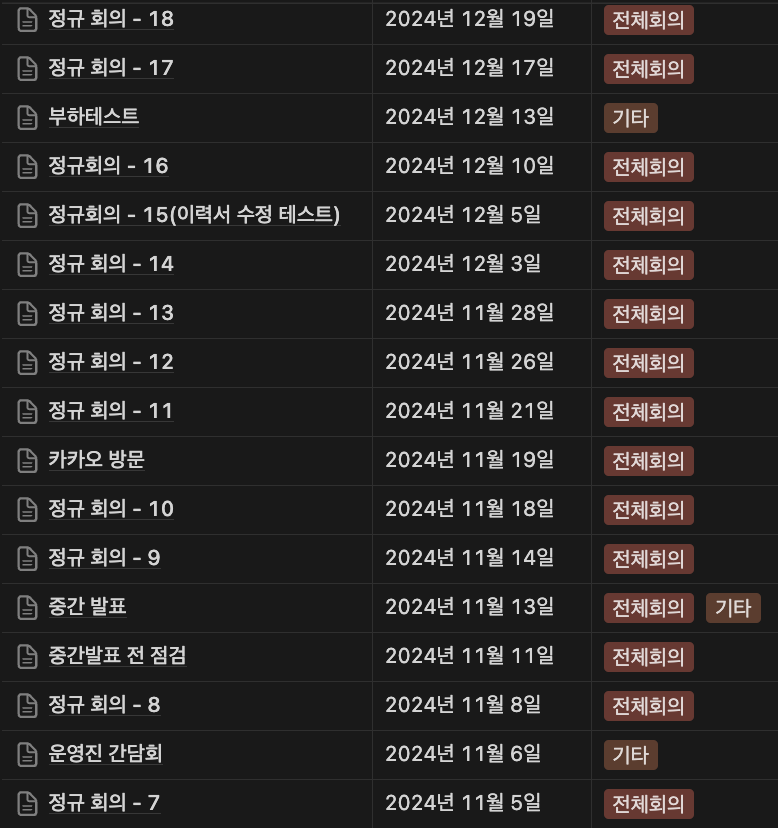 정규 회의 - 18 2024년 12월 19일 전체회의
정규 회의 - 17 2024년 12월 17일 전체회의
부하테스트 2024년 12월 13일 기타
정규회의 - 16 2024년 12월 10일 전체회의
정규회의 - 15(이력서 수정 테스트) 2024년 12월 5일 전체회의
정규 회의 - 14 2024년 12월 3일 전체회의
정규 회의 - 13 2024년 11월 28일 전체회의
정규 회의 - 12 2024년 11월 26일 전체회의
정규 회의 - 11 2024년 11월 21일 전체회의
카카오 방문 2024년 11월 19일 전체회의
정규 회의 - 10 2024년 11월 18일 전체회의
정규 회의 - 9 2024년 11월 14일 전체회의
중간 발표 2024년 11월 13일 전체회의 기타
중간발표 전 점검 2024년 11월 11일 전체회의
정규 회의 - 8 2024년 11월 8일 전체회의
운영진 간담회 2024년 11월 6일 기타
정규 회의 - 7 2024년 11월 5일 전체회의